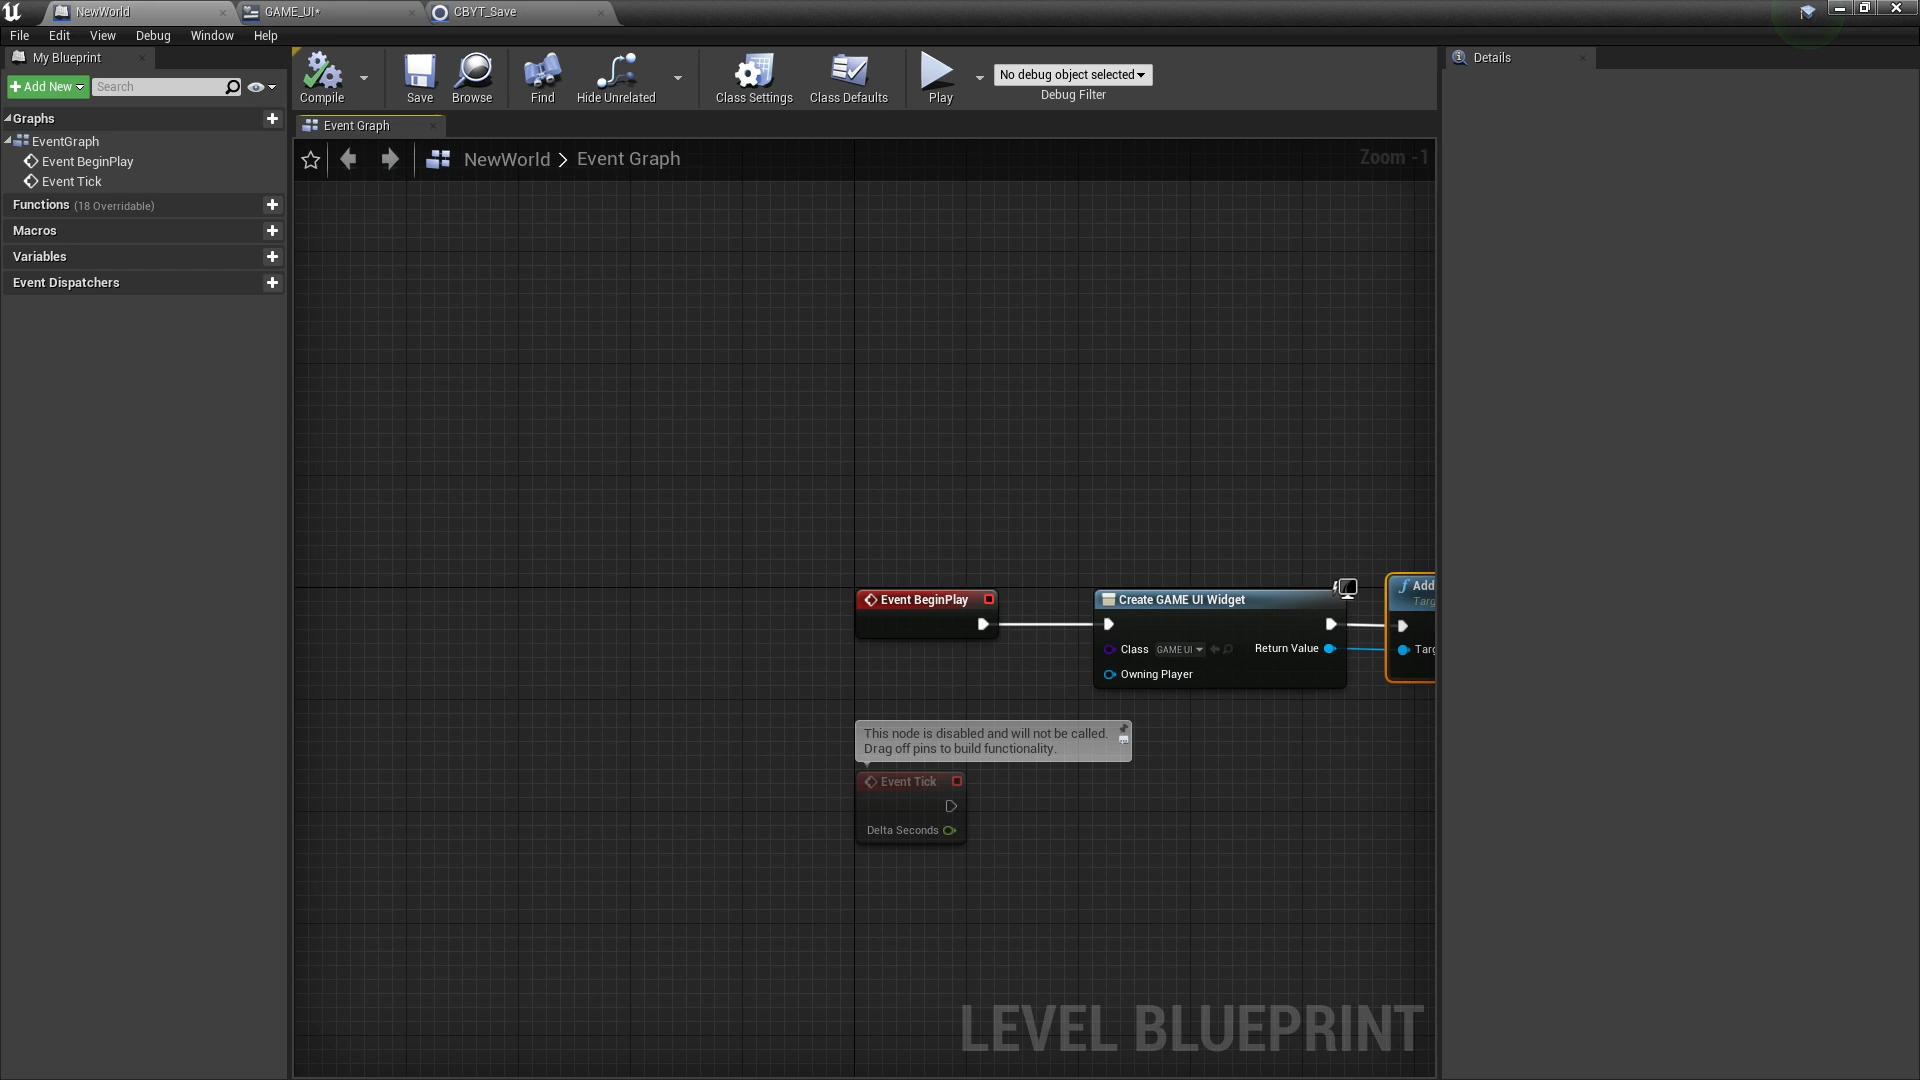 NewWorld
GAME_UI*
CBYT_Save
File
Edit
View
Debug
Window
Help
My Blueprint
Add New
Search
Graphs
EventGraph
Event BeginPlay
Event Tick
Functions (18 Overridable)
Macros
Variables
Event Dispatchers
Compile
Save
Browse
Find
Hide Unrelated
Class Settings
Class Defaults
Play
No debug object selected
Debug Filter
Details
Event Graph
NewWorld > Event Graph
Zoom -1
Event BeginPlay
Create GAME UI Widget
Class GAME UI
Return Value
Owning Player
f Add
Targ
Targ
This node is disabled and will not be called.
Drag off pins to build functionality.
Event Tick
Delta Seconds
LEVEL BLUEPRINT